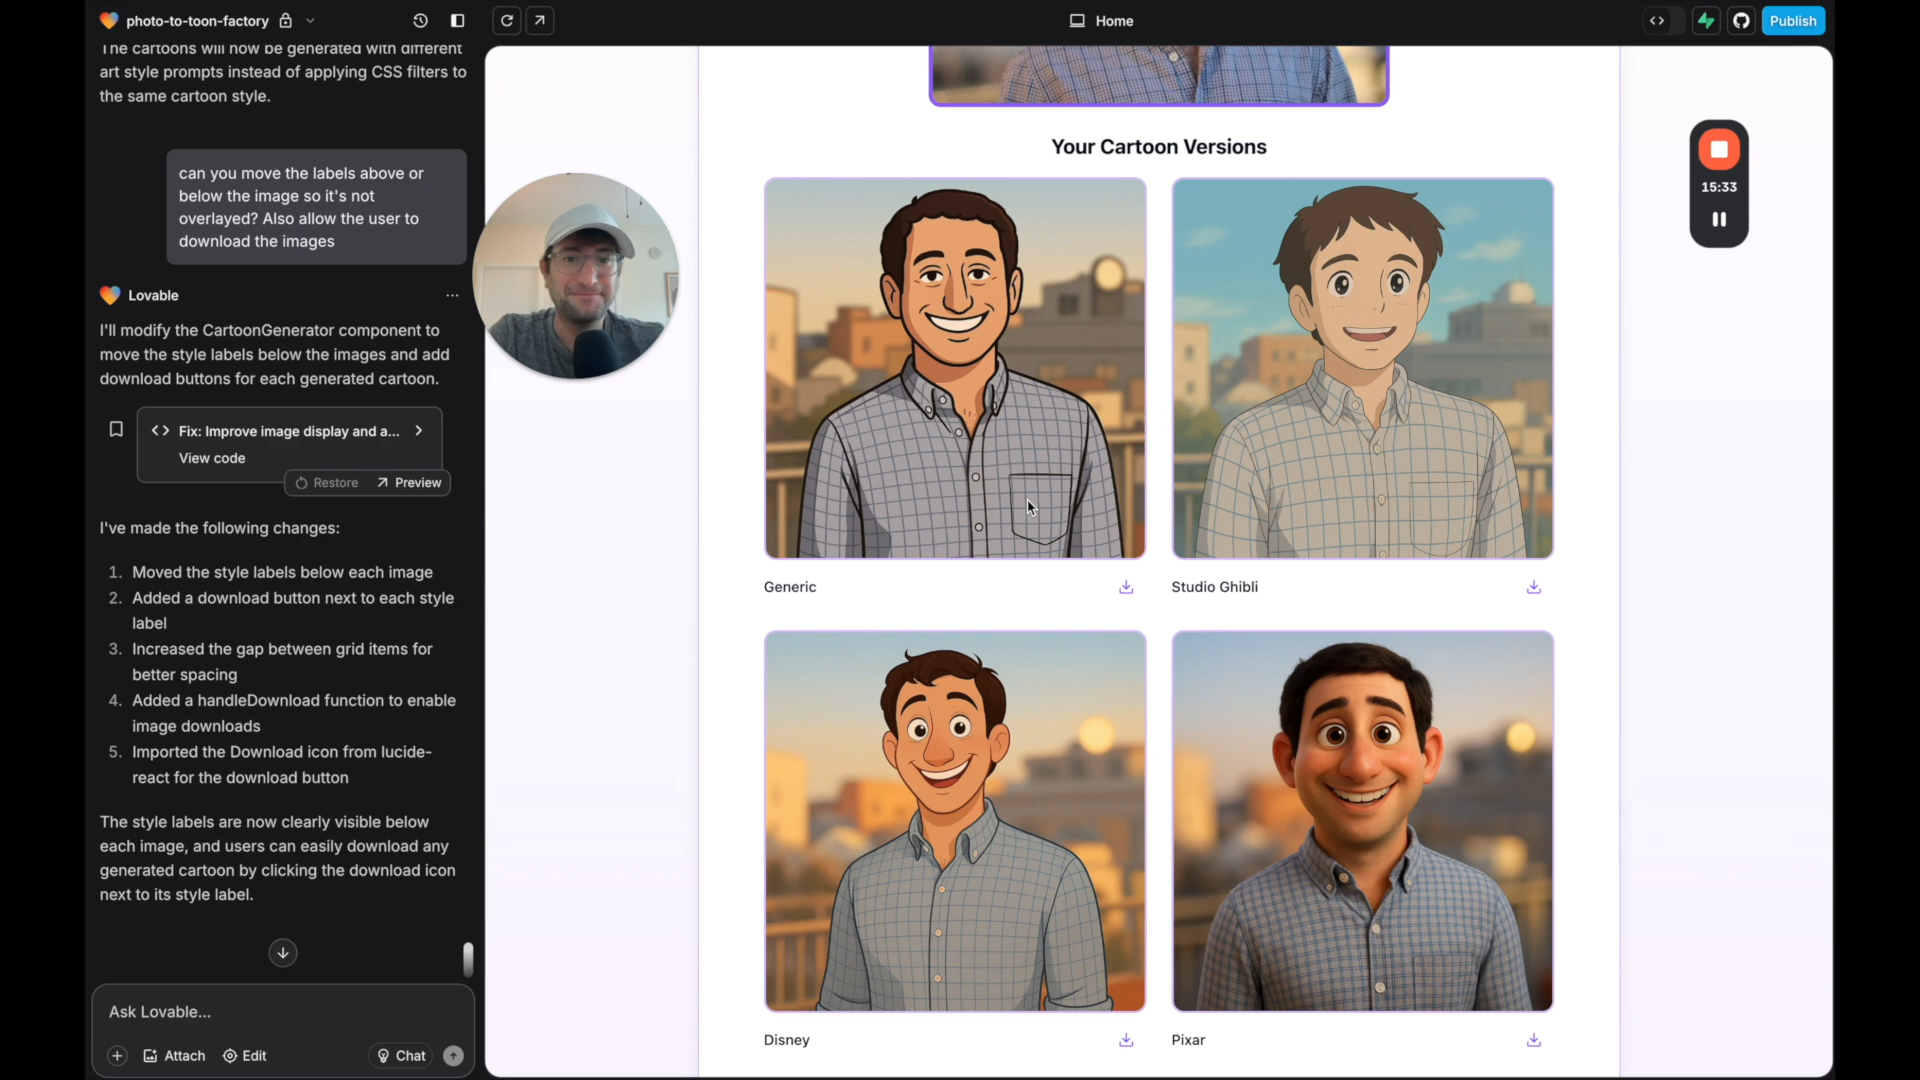 photo-to-toon-factory
Home
Publish
The cartoons will now be generated with different
art style prompts instead of applying CSS filters to
the same cartoon style.
can you move the labels above or
below the image so it's not
overlayed? Also allow the user to
download the images
Lovable
I'll modify the CartoonGenerator component to
move the style labels below the images and add
download buttons for each generated cartoon.
Fix: Improve image display and a...
View code
Restore
Preview
I've made the following changes:
1. Moved the style labels below each image
2. Added a download button next to each style
label
3. Increased the gap between grid items for
better spacing
4. Added a handleDownload function to enable
image downloads
5. Imported the Download icon from lucide-
react for the download button
The style labels are now clearly visible below
each image, and users can easily download any
generated cartoon by clicking the download icon
next to its style label.
Ask Lovable...
Attach
Edit
Chat
Your Cartoon Versions
Generic
Studio Ghibli
Disney
Pixar
15:33